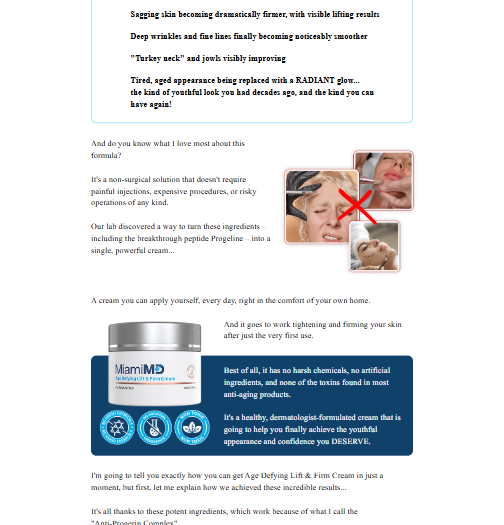 Sagging skin becoming dramatically firmer, with visible lifting results
Deep wrinkles and fine lines finally becoming noticeably smoother
"Turkey neck" and jowls visibly improving
Tired, aged appearance being replaced with a RADIANT glow...
the kind of youthful look you had decades ago, and the kind you can
have again!
And do you know what I love most about this
formula?
It's a non-surgical solution that doesn't require
painful injections, expensive procedures, or risky
operations of any kind.
Our lab discovered a way to turn these ingredients –
including the breakthrough peptide Progeline – into a
single, powerful cream...
A cream you can apply yourself, every day, right in the comfort of your own home.
And it goes to work tightening and firming your skin
after just the very first use.
MiamiMD
Age Defying Lift & Firm Cream
Best of all, it has no harsh chemicals, no artificial
ingredients, and none of the toxins found in most
anti-aging products.
It's a healthy, dermatologist-formulated cream that is
going to help you finally achieve the youthful
appearance and confidence you DESERVE.
I'm going to tell you exactly how you can get Age Defying Lift & Firm Cream in just a
moment, but first, let me explain how we achieved these incredible results...
It's all thanks to these potent ingredients, which work because of what I call the
"Anti-Progerin Complex"